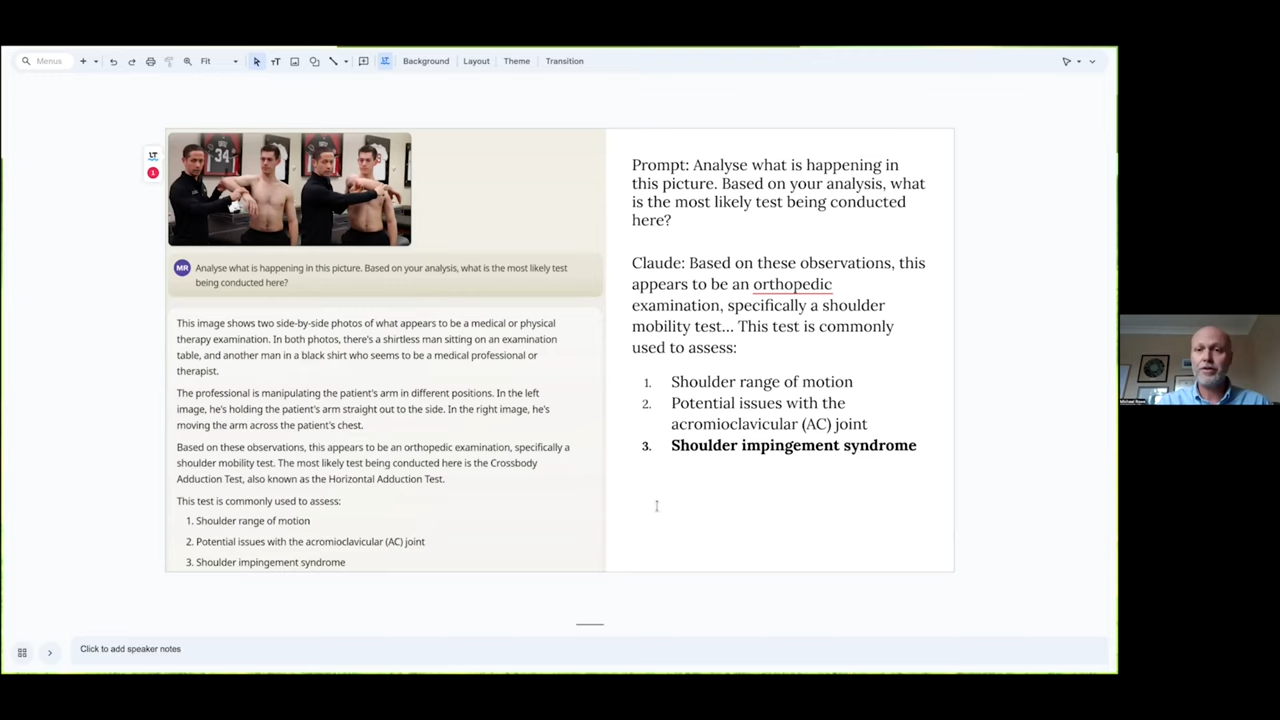 Menus
Fit
Background
Layout
Theme
Transition
LT
1
34
MR
Analyse what is happening in this picture. Based on your analysis, what is the most likely test
being conducted here?
This image shows two side-by-side photos of what appears to be a medical or physical
therapy examination. In both photos, there's a shirtless man sitting on an examination
table, and another man in a black shirt who seems to be a medical professional or
therapist.
The professional is manipulating the patient's arm in different positions. In the left
image, he's holding the patient's arm straight out to the side. In the right image, he's
moving the arm across the patient's chest.
Based on these observations, this appears to be an orthopedic examination, specifically a
shoulder mobility test. The most likely test being conducted here is the Crossbody
Adduction Test, also known as the Horizontal Adduction Test.
This test is commonly used to assess:
1. Shoulder range of motion
2. Potential issues with the acromioclavicular (AC) joint
3. Shoulder impingement syndrome
Prompt: Analyse what is happening in
this picture. Based on your analysis, what
is the most likely test being conducted
here?
Claude: Based on these observations, this
appears to be an orthopedic
examination, specifically a shoulder
mobility test... This test is commonly
used to assess:
1. Shoulder range of motion
2. Potential issues with the
acromioclavicular (AC) joint
3. Shoulder impingement syndrome
Click to add speaker notes